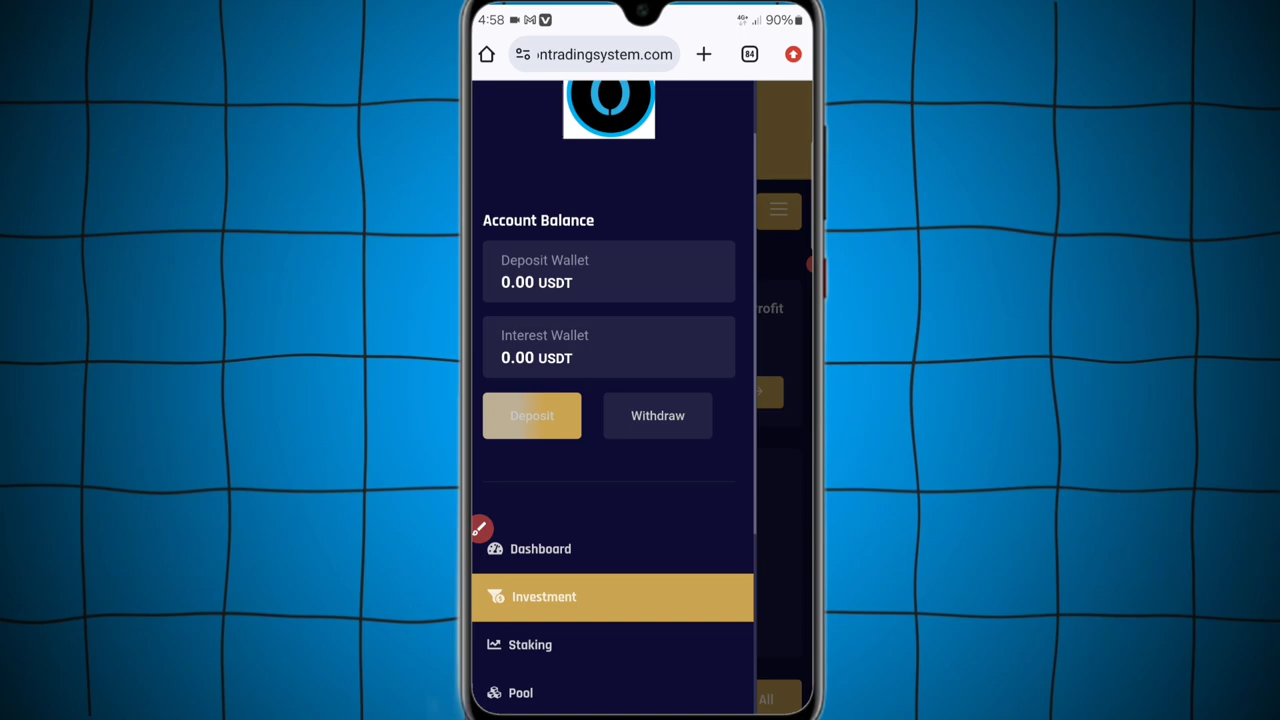 4:58
4G+ 90%
ntradingsystem.com
84
Account Balance
Deposit Wallet
0.00 USDT
rofit
Interest Wallet
0.00 USDT
Deposit
Withdraw
Dashboard
Investment
Staking
Pool
All